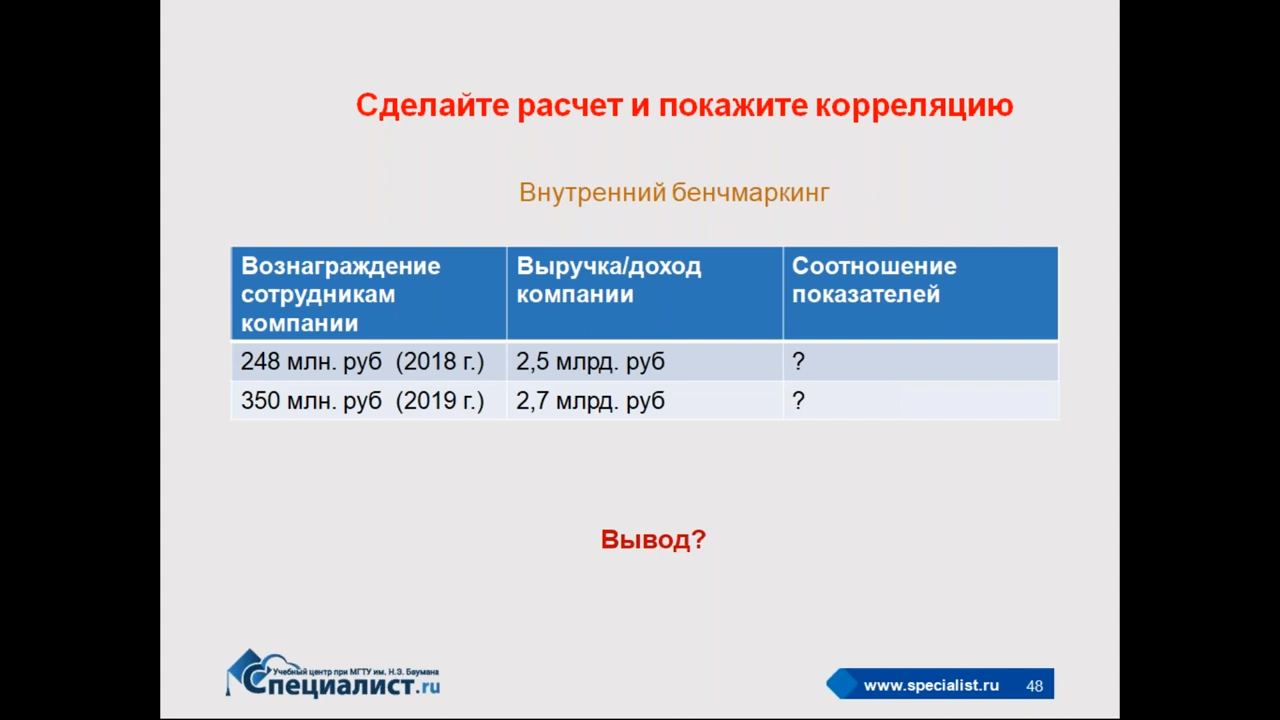 Сделайте расчет и покажите корреляцию
Внутренний бенчмаркинг
Вознаграждение сотрудникам компании
Выручка/доход компании
Соотношение показателей
248 млн. руб (2018 г.)
2,5 млрд. руб
?
350 млн. руб (2019 г.)
2,7 млрд. руб
?
Вывод?
Учебный центр при МГТУ им. Н.Э. Баумана
Специалист.ru
www.specialist.ru
48